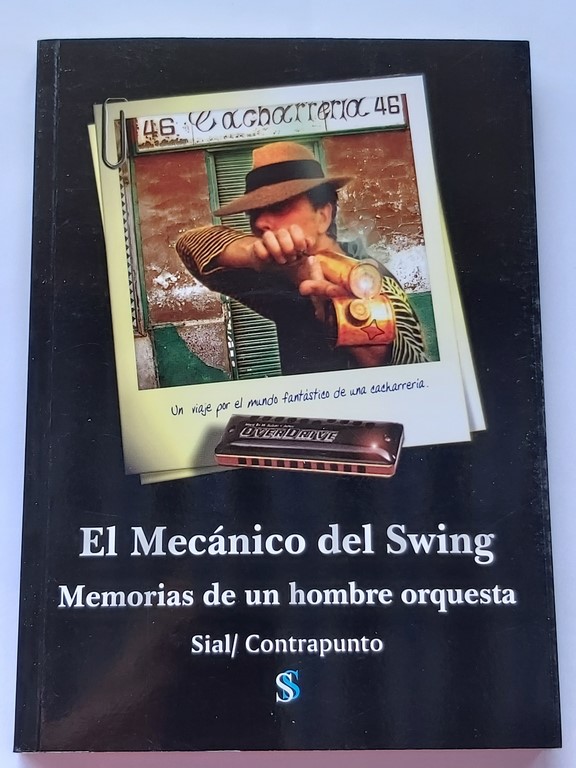 46 Cacharrería 46
Un viaje por el mundo fantástico de una cacharrería.
OVERDRIVE
El Mecánico del Swing
Memorias de un hombre orquesta
Sial/ Contrapunto
SS